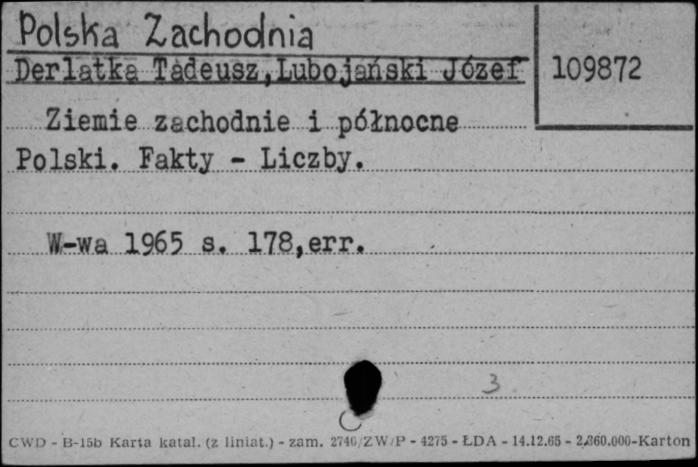 Polska Zachodnia
Derlatka Tadeusz,Lubojański Józef
109872
Ziemie zachodnie i północne
Polski. Fakty - Liczby.
W-wa 1965 s. 178,err.
3
CWD - B-15b Karta katal. (z liniat.) - zam. 2740/ZW/P - 4275 - ŁDA - 14.12.65 - 2.360.000-Karton